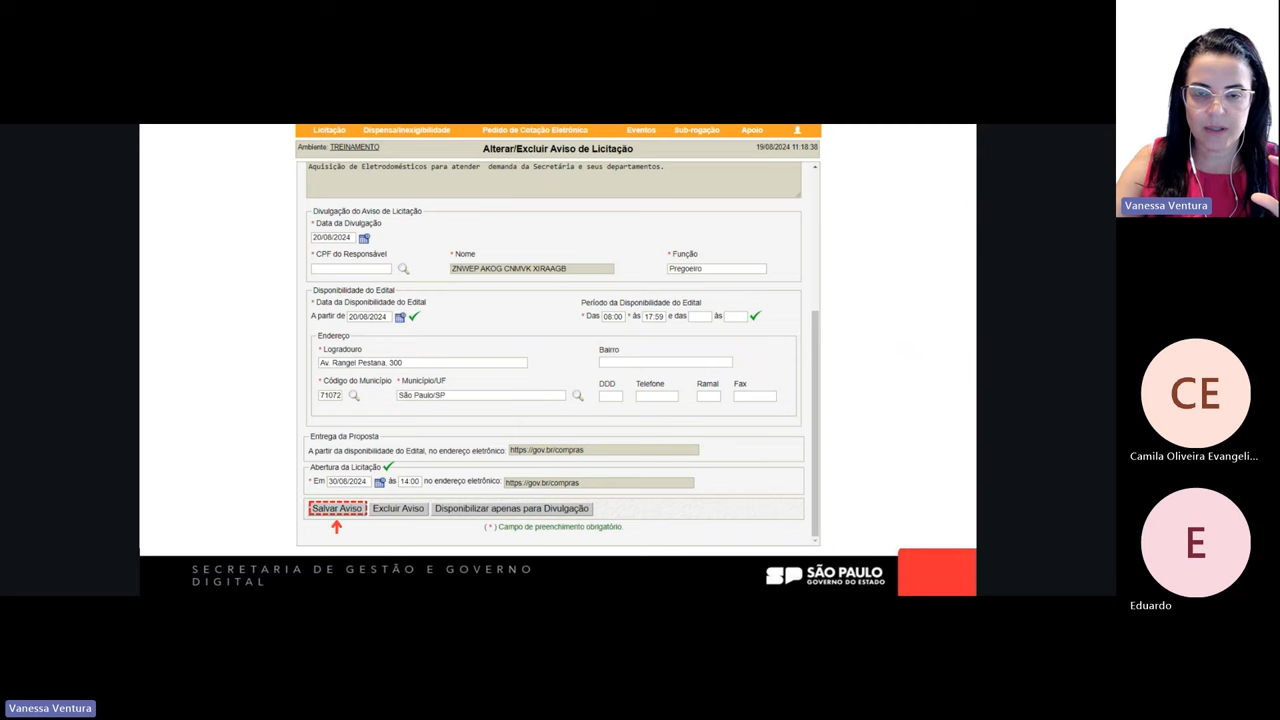 Licitação Dispensa/Inexigibilidade Pedido de Cotação Eletrônica Eventos Sub-rogação Apoio
Ambiente: TREINAMENTO Alterar/Excluir Aviso de Licitação 19/08/2024 11:18:38
Aquisição de Eletrodomésticos para atender demanda da Secretária e seus departamentos.
Divulgação do Aviso de Licitação
* Data da Divulgação
20/08/2024
* CPF do Responsável * Nome * Função
ZNWEP AKOG CNMVK XIRAAGB Pregoeiro
Disponibilidade do Edital
* Data da Disponibilidade do Edital Período da Disponibilidade do Edital
A partir de 20/08/2024 * Das 08:00 * às 17:59 e das às
Endereço
* Logradouro Bairro
Av. Rangel Pestana, 300
* Código do Município * Município/UF DDD Telefone Ramal Fax
71072 São Paulo/SP
Entrega da Proposta
A partir da disponibilidade do Edital, no endereço eletrônico: https://gov.br/compras
Abertura da Licitação
* Em 30/08/2024 às 14:00 no endereço eletrônico: https://gov.br/compras
Salvar Aviso Excluir Aviso Disponibilizar apenas para Divulgação
( * ) Campo de preenchimento obrigatório.
SECRETARIA DE GESTÃO E GOVERNO
DIGITAL
SP SÃO PAULO
GOVERNO DO ESTADO
Vanessa Ventura
CE
Camila Oliveira Evangeli...
E
Eduardo
Vanessa Ventura